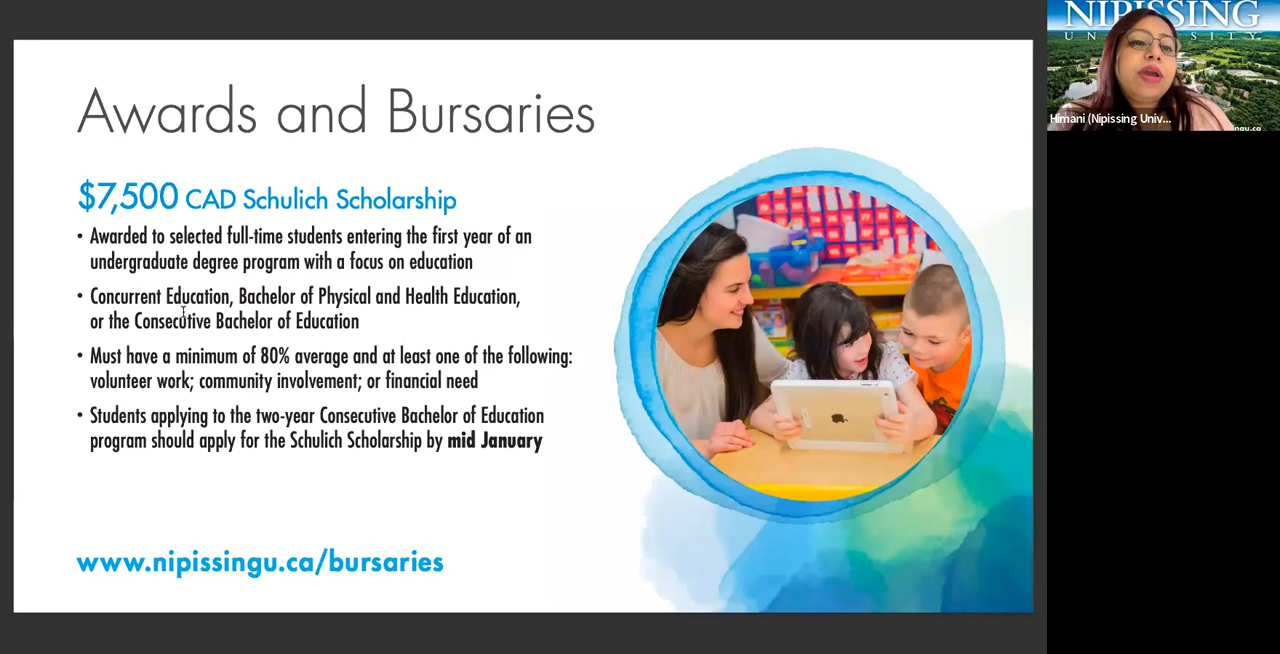 Awards and Bursaries
$7,500 CAD Schulich Scholarship
• Awarded to selected full-time students entering the first year of an
undergraduate degree program with a focus on education
• Concurrent Education, Bachelor of Physical and Health Education,
or the Consecutive Bachelor of Education
• Must have a minimum of 80% average and at least one of the following:
volunteer work; community involvement; or financial need
• Students applying to the two-year Consecutive Bachelor of Education
program should apply for the Schulich Scholarship by mid January
www.nipissingu.ca/bursaries
NIPISSING
Himani (Nipissing Univ...
ngu.ca